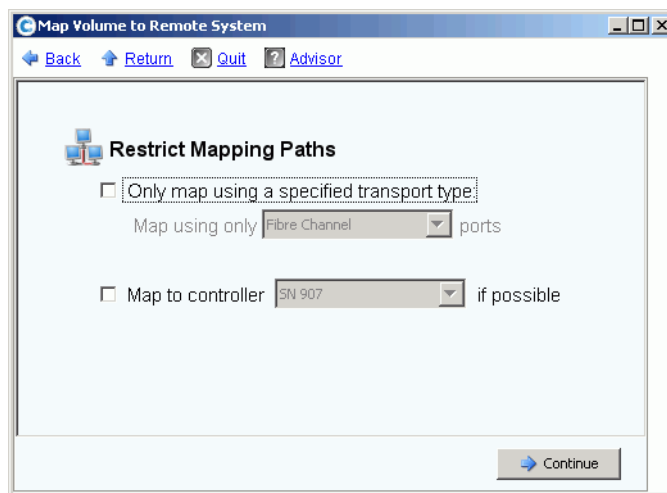 Map Volume to Remote System
Back Return Quit ? Advisor
Restrict Mapping Paths
Only map using a specified transport type:
Map using only Fibre Channel ports
Map to controller SN 907 if possible
Continue